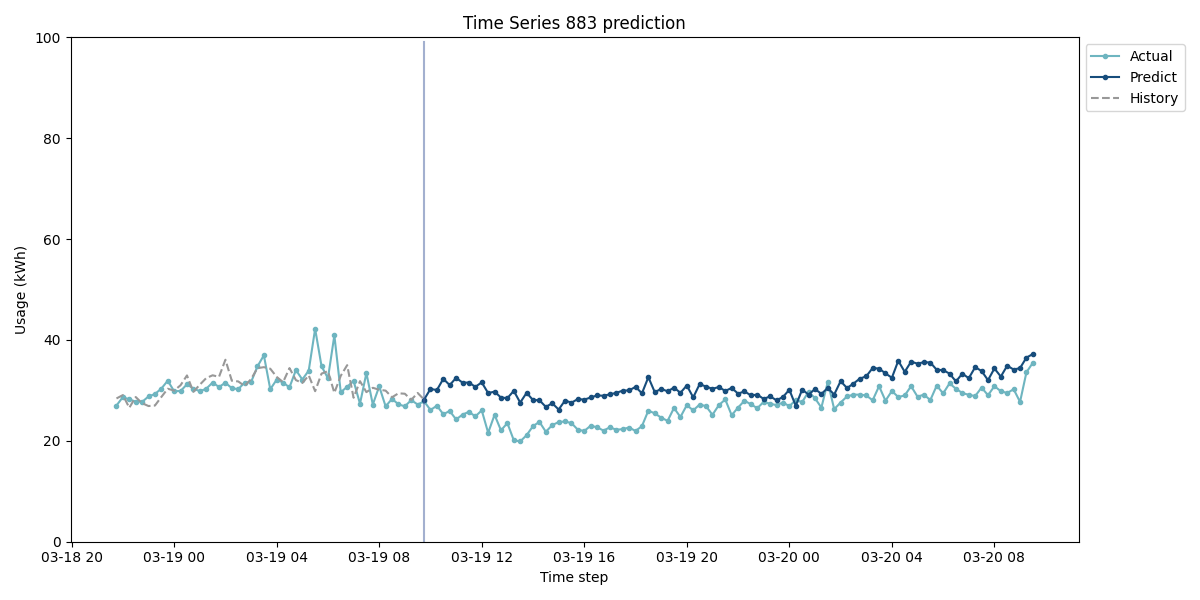 Time Series 883 prediction
Usage (kWh)
100
80
60
40
20
0
03-18 20
03-19 00
03-19 04
03-19 08
03-19 12
03-19 16
03-19 20
03-20 00
03-20 04
03-20 08
Time step
Actual
Predict
History